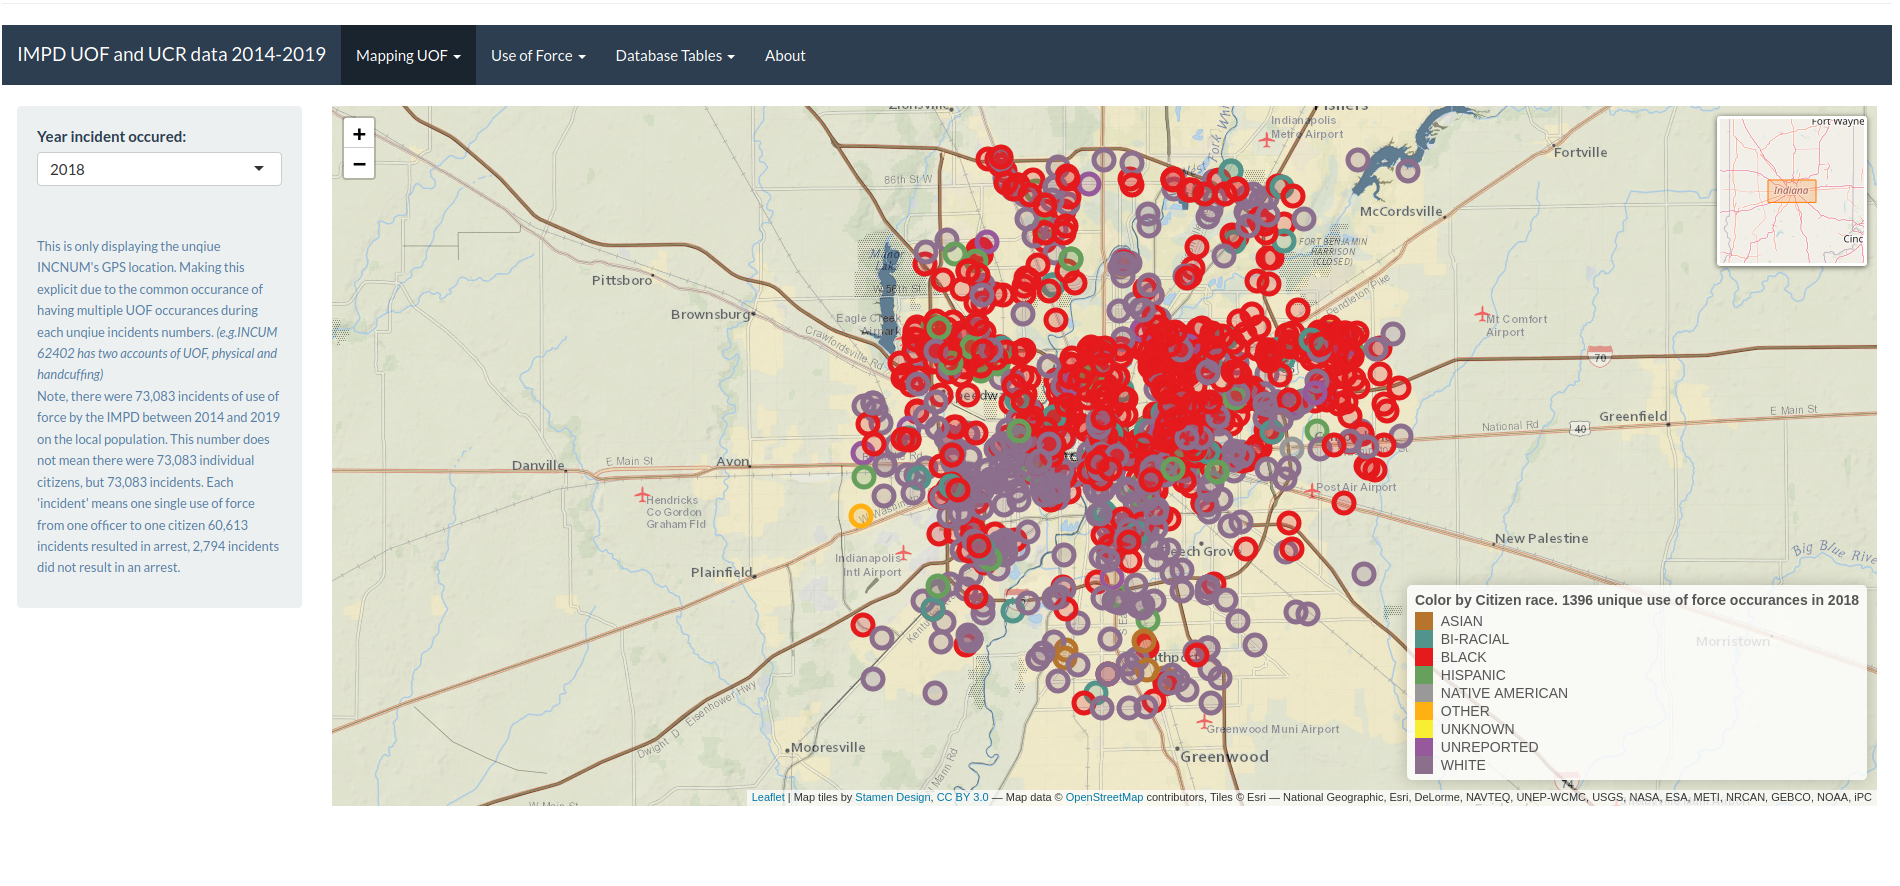 IMPD UOF and UCR data 2014-2019
Mapping UOF
Use of Force
Database Tables
About
Year incident occured:
2018
This is only displaying the unqiue
INCNUM's GPS location. Making this
explicit due to the common occurance of
having multiple UOF occurances during
each unqiue incidents numbers. (e.g.INCUM
62402 has two accounts of UOF, physical and
handcuffing)
Note, there were 73,083 incidents of use of
force by the IMPD between 2014 and 2019
on the local population. This number does
not mean there were 73,083 individual
citizens, but 73,083 incidents. Each
'incident' means one single use of force
from one officer to one citizen 60,613
incidents resulted in arrest, 2,794 incidents
did not result in an arrest.
+
−
Zionsville
Fishers
Indianapolis
Metro Airport
Fortville
86th St W
McCordsville
FORT BENJAMIN
HARRISON
(CLOSED)
Pittsboro
56th St
Pendleton Pike
Brownsburg
Eagle Creek
Airpark
Crawfordsville Rd
Mt Comfort
Airport
70
Greenfield
E Main St
National Rd
40
Danville
E Main St
Avon
Hendricks
Co Gordon
Graham Fld
Post Air Airport
W Washin
Indianapolis
Intl Airport
Beech Grove
New Palestine
Big Blue Rive
Plainfield
Morristown
Dwight D Eisenhower Hwy
Mooresville
Mann Rd
Greenwood Muni Airport
Greenwood
74
W Main St
Fort Wayne
Indiana
Cinc
Color by Citizen race. 1396 unique use of force occurances in 2018
ASIAN
BI-RACIAL
BLACK
HISPANIC
NATIVE AMERICAN
OTHER
UNKNOWN
UNREPORTED
WHITE
Leaflet | Map tiles by Stamen Design, CC BY 3.0 — Map data © OpenStreetMap contributors, Tiles © Esri — National Geographic, Esri, DeLorme, NAVTEQ, UNEP-WCMC, USGS, NASA, ESA, METI, NRCAN, GEBCO, NOAA, iPC